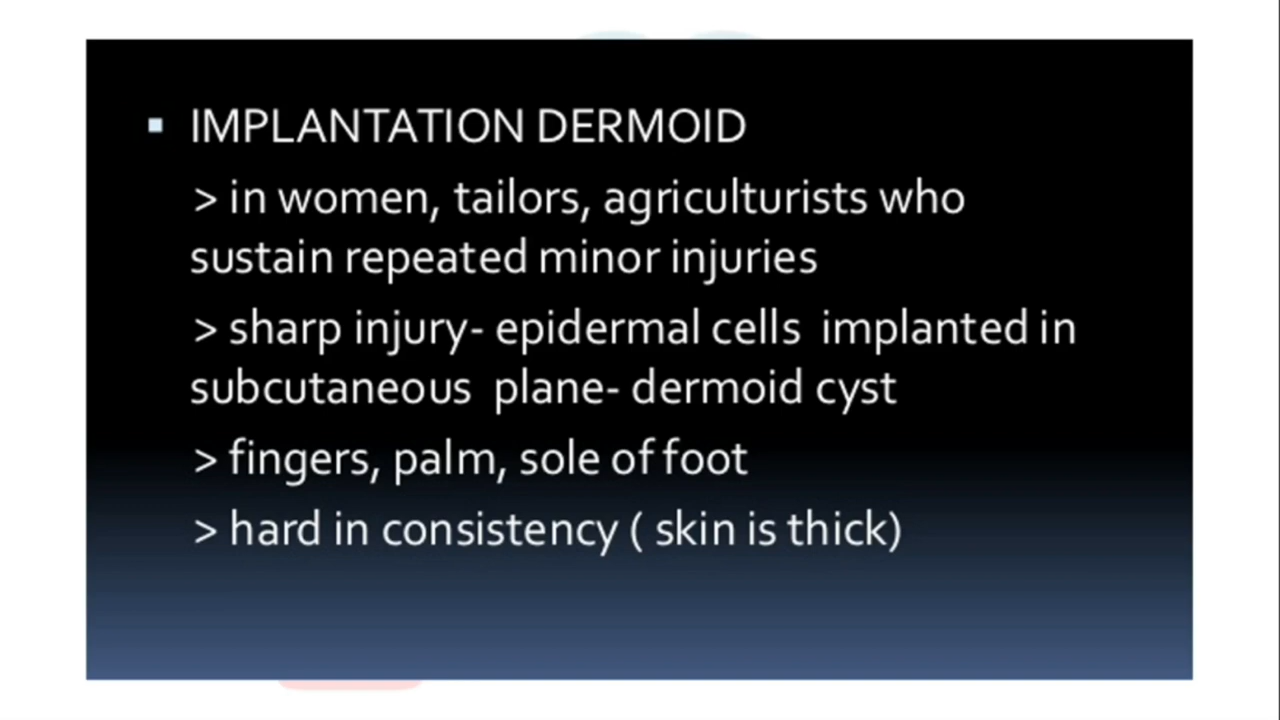 ▪ IMPLANTATION DERMOID
> in women, tailors, agriculturists who
sustain repeated minor injuries
> sharp injury- epidermal cells  implanted in
subcutaneous  plane- dermoid cyst
> fingers, palm, sole of foot
> hard in consistency ( skin is thick)